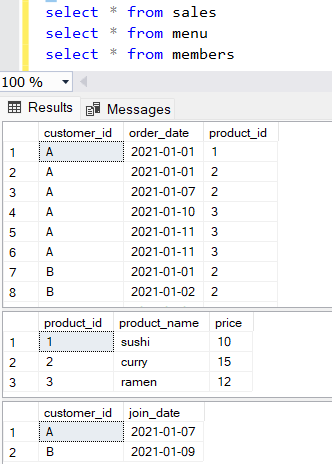 select * from sales
select * from menu
select * from members
100 %
Results Messages
customer_id order_date product_id
1 A 2021-01-01 1
2 A 2021-01-01 2
3 A 2021-01-07 2
4 A 2021-01-10 3
5 A 2021-01-11 3
6 A 2021-01-11 3
7 B 2021-01-01 2
8 B 2021-01-02 2
product_id product_name price
1 1 sushi 10
2 2 curry 15
3 3 ramen 12
customer_id join_date
1 A 2021-01-07
2 B 2021-01-09